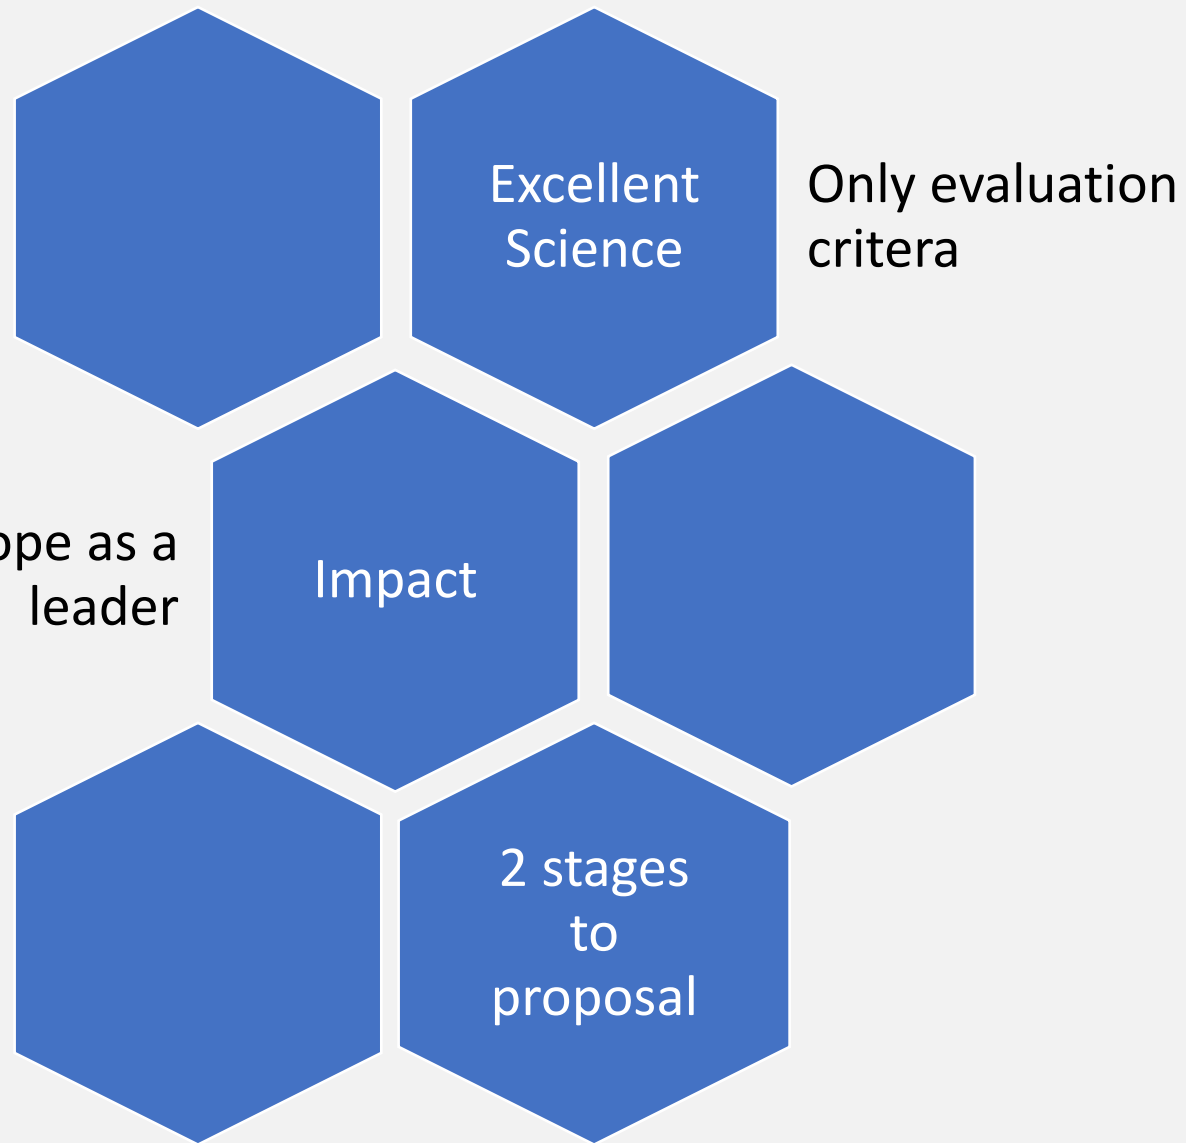 Excellent
Science
Only evaluation
critera
as a
leader
Impact
2 stages
to
proposal